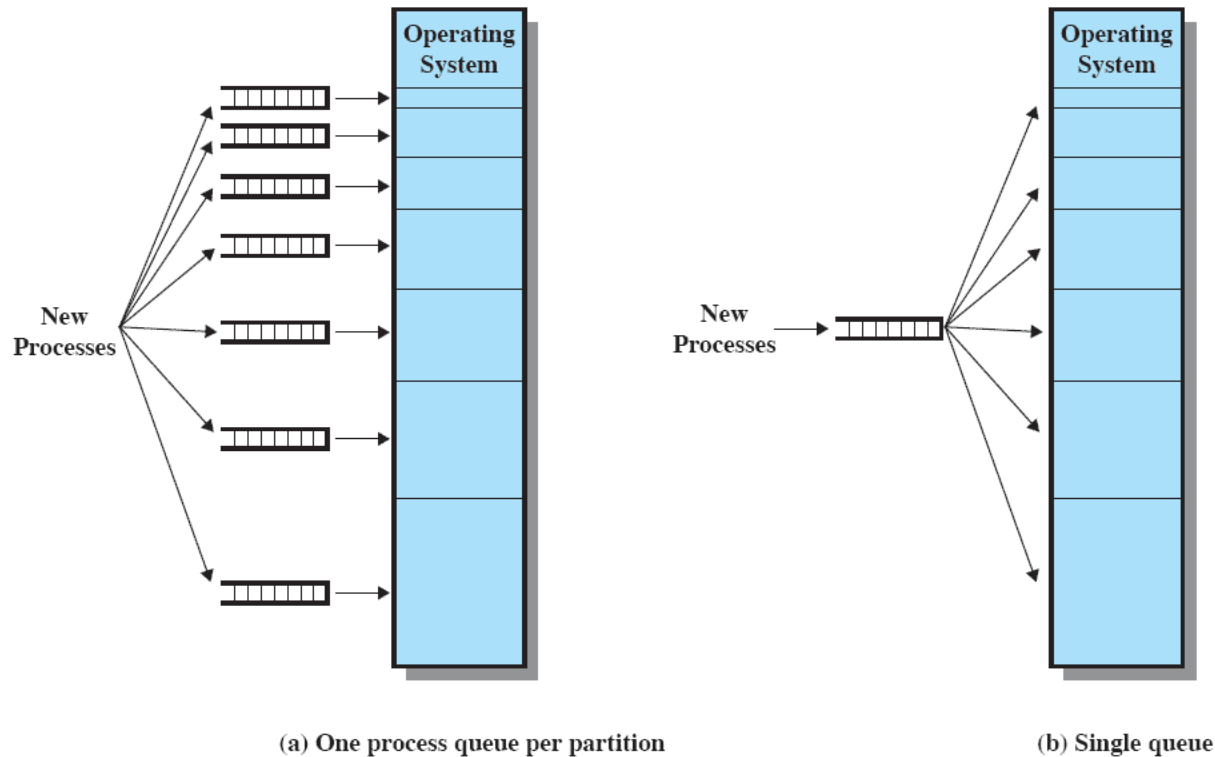 Operating
System
New
Processes
(a) One process queue per partition
Operating
System
New
Processes
(b) Single queue